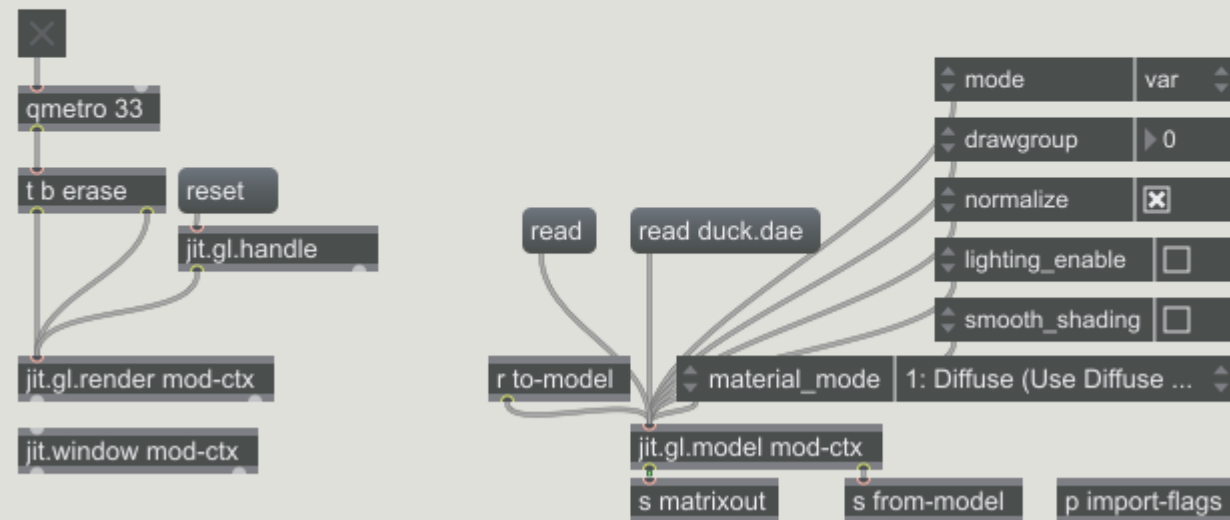 qmetro 33
t b erase
reset
jit.gl.handle
jit.gl.render mod-ctx
jit.window mod-ctx
read
read duck.dae
r to-model
mode var
drawgroup 0
normalize
lighting_enable
smooth_shading
material_mode 1: Diffuse (Use Diffuse ...
jit.gl.model mod-ctx
s matrixout
s from-model
p import-flags